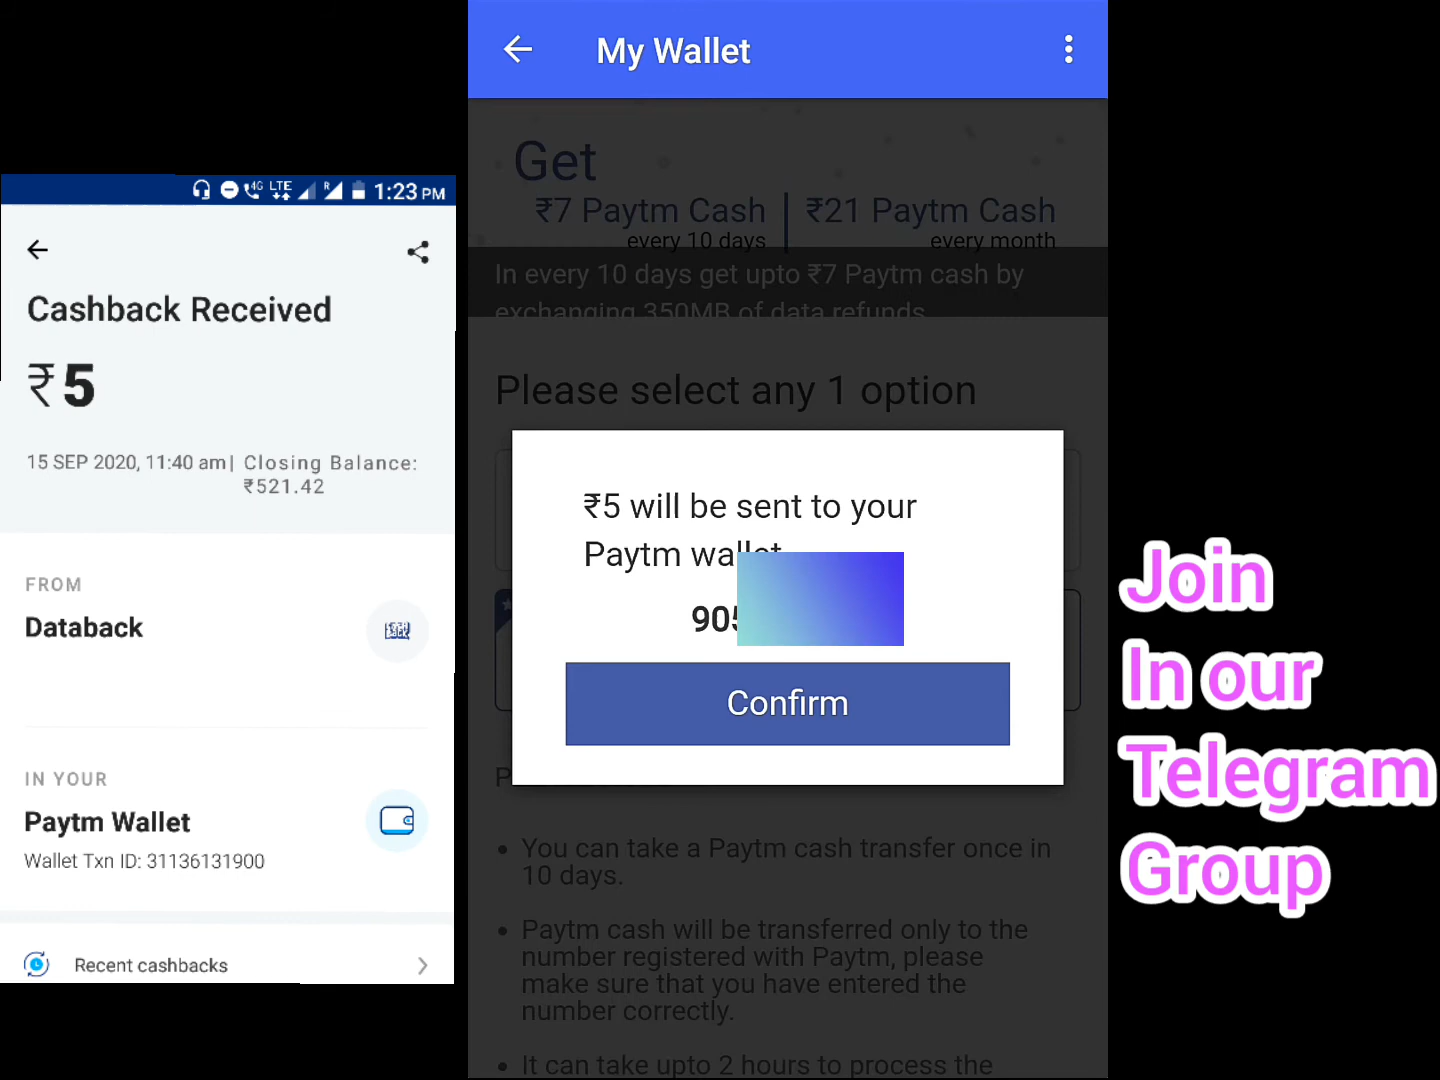 4G LTE R 1:23 PM
Cashback Received
₹5
15 SEP 2020, 11:40 am| Closing Balance:
₹521.42
FROM
Databack
IN YOUR
Paytm Wallet
Wallet Txn ID: 31136131900
Recent cashbacks
My Wallet
Get
₹7 Paytm Cash
every 10 days
₹21 Paytm Cash
every month
In every 10 days get upto ₹7 Paytm cash by
exchanging 350MB of data refunds
Please select any 1 option
₹5 will be sent to your
Paytm wallet
905
Confirm
P
• You can take a Paytm cash transfer once in
10 days.
• Paytm cash will be transferred only to the
number registered with Paytm, please
make sure that you have entered the
number correctly.
• It can take upto 2 hours to process the
Join
In our
Telegram
Group